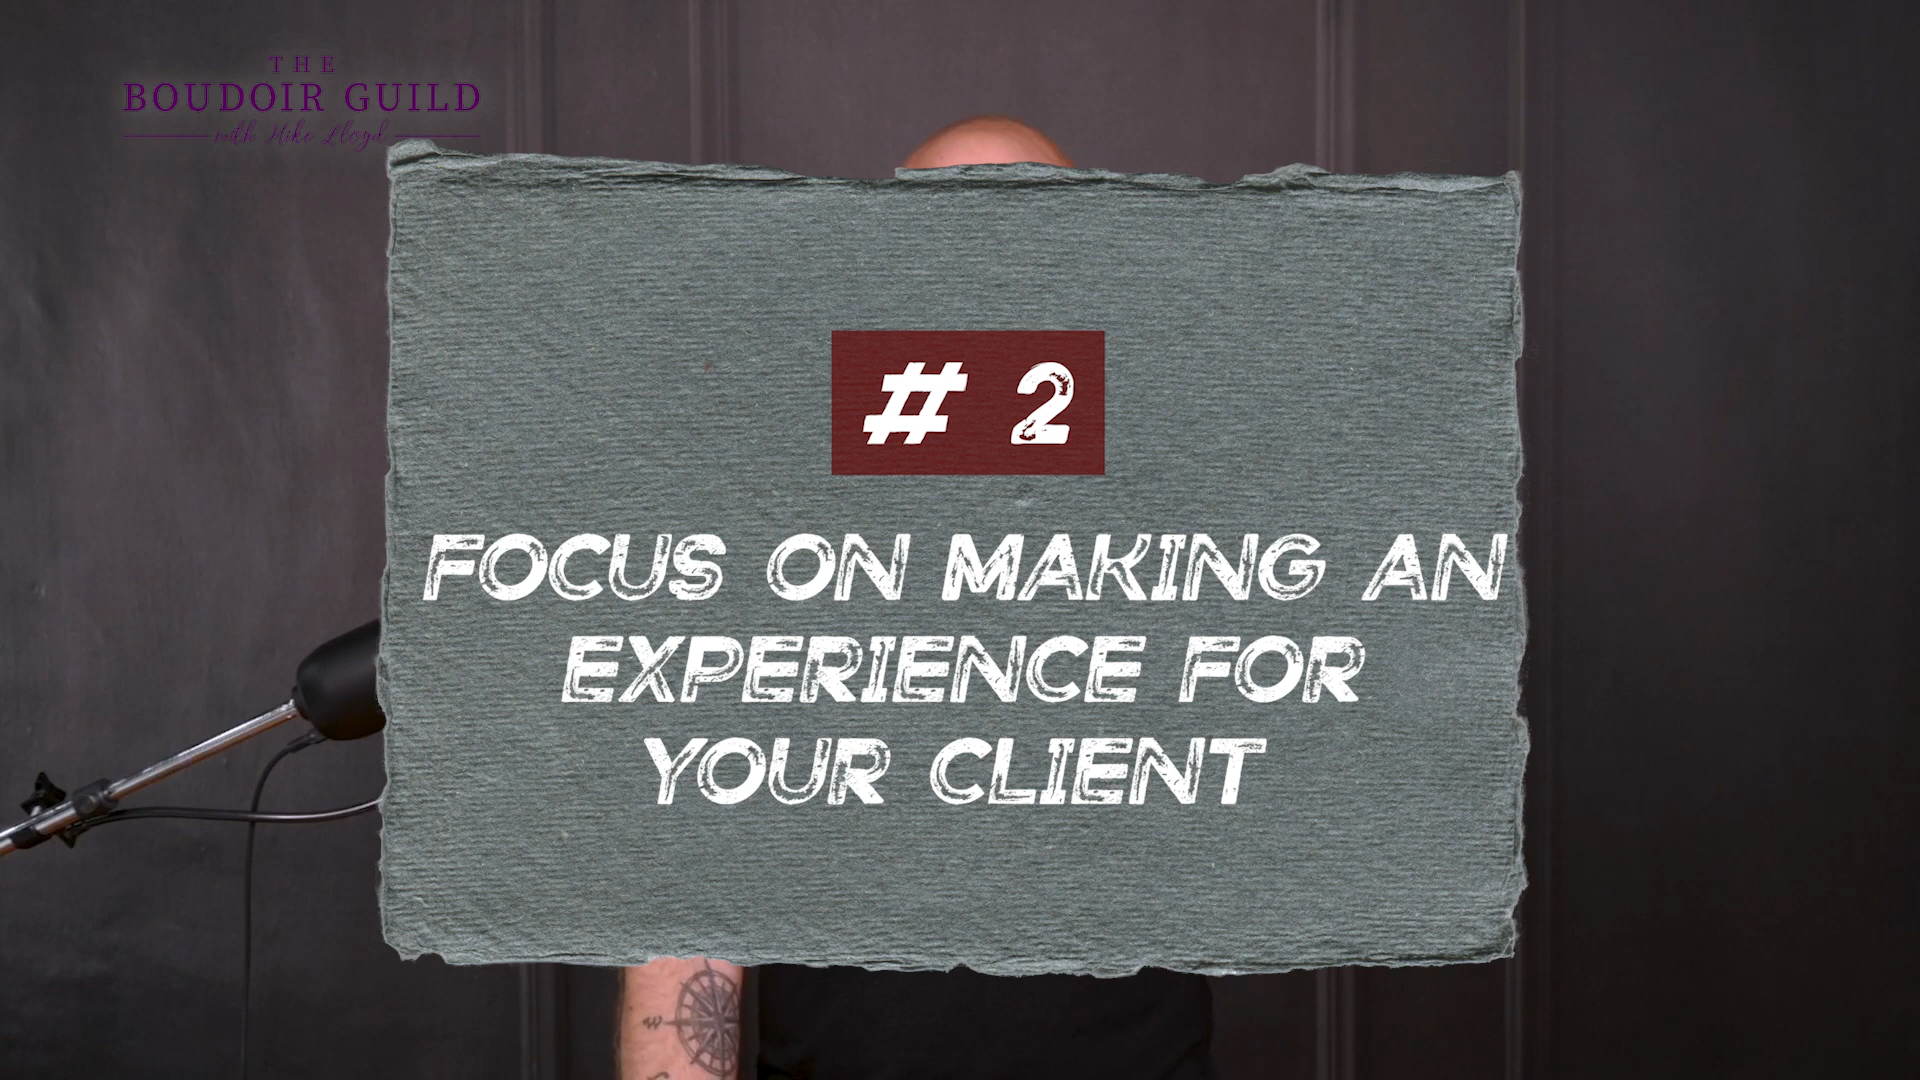 THE
BOUDOIR GUILD
with Mike Lloyd
# 2
FOCUS ON MAKING AN
EXPERIENCE FOR
YOUR CLIENT
W